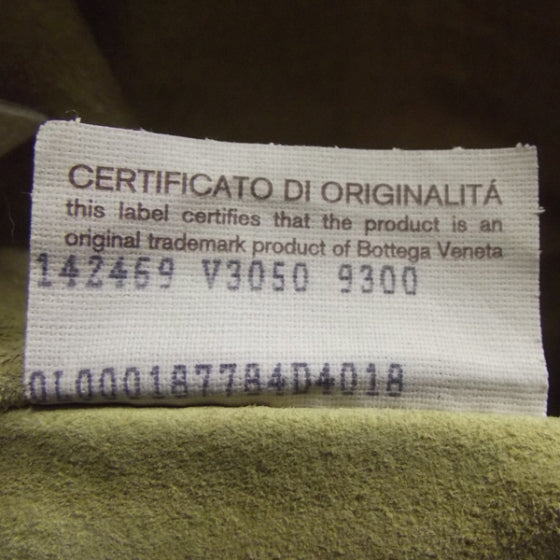 CERTIFICATO DI ORIGINALITÁ
this label certifies that the product is an
original trademark product of Bottega Veneta
142469 V3050 9300
0L000187784D4018